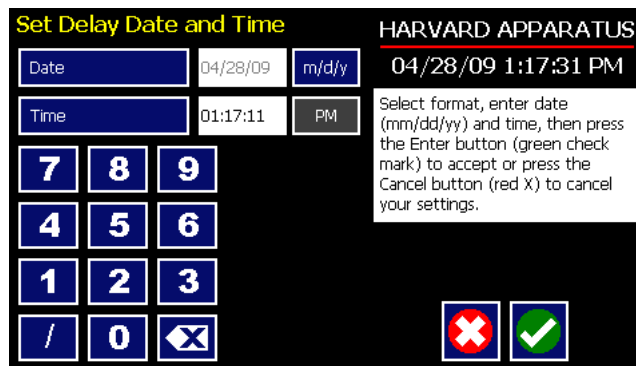 Set Delay Date and Time
HARVARD APPARATUS
Date 04/28/09 m/d/y
04/28/09 1:17:31 PM
Time 01:17:11 PM
Select format, enter date
(mm/dd/yy) and time, then press
the Enter button (green check
mark) to accept or press the
Cancel button (red X) to cancel
your settings.
7 8 9
4 5 6
1 2 3
/ 0